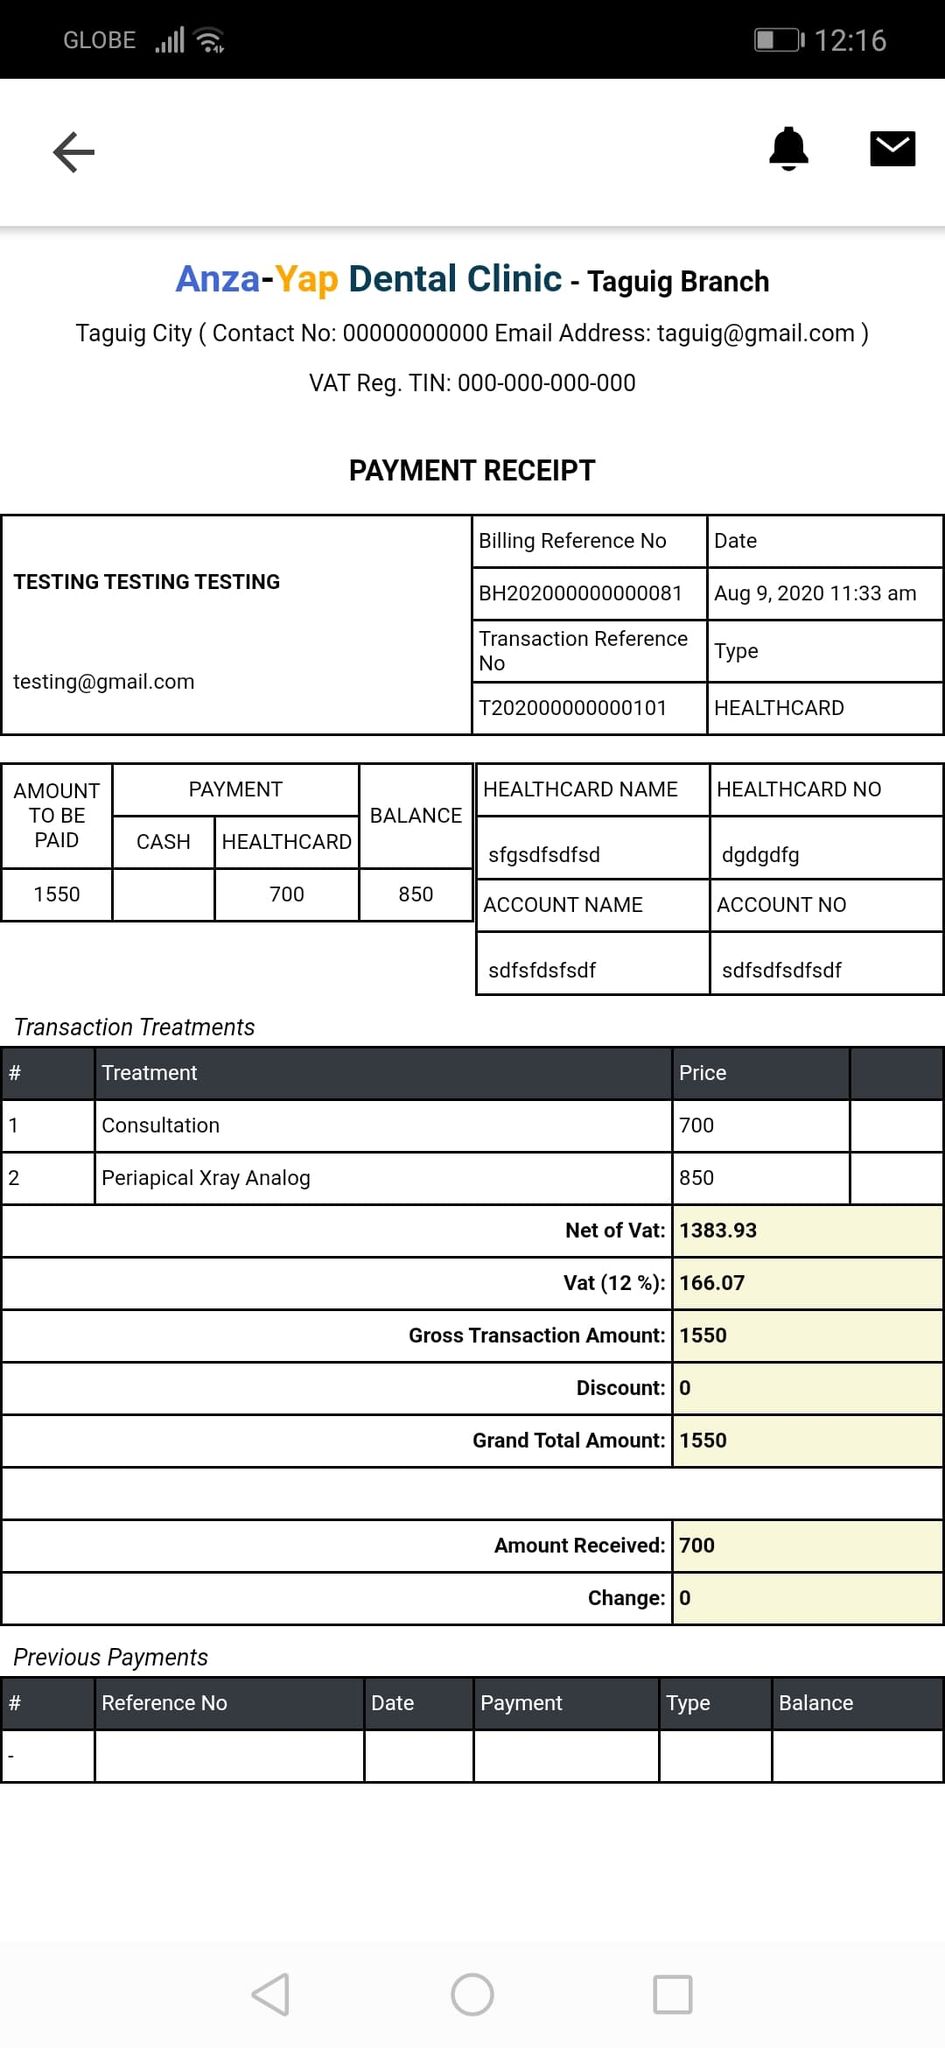 GLOBE 12:16
Anza-Yap Dental Clinic - Taguig Branch
Taguig City ( Contact No: 00000000000 Email Address: taguig@gmail.com )
VAT Reg. TIN: 000-000-000-000
PAYMENT RECEIPT
TESTING TESTING TESTING
testing@gmail.com
Billing Reference No Date
BH202000000000081 Aug 9, 2020 11:33 am
Transaction Reference
No
Type
T202000000000101 HEALTHCARD
AMOUNT
TO BE
PAID
PAYMENT
BALANCE
CASH HEALTHCARD
1550 700 850
HEALTHCARD NAME HEALTHCARD NO
sfgsdfsdfsd dgdgdfg
ACCOUNT NAME ACCOUNT NO
sdfsfdsfsdf sdfsdfsdfsdf
Transaction Treatments
# Treatment Price
1 Consultation 700
2 Periapical Xray Analog 850
Net of Vat: 1383.93
Vat (12 %): 166.07
Gross Transaction Amount: 1550
Discount: 0
Grand Total Amount: 1550
Amount Received: 700
Change: 0
Previous Payments
# Reference No Date Payment Type Balance
-